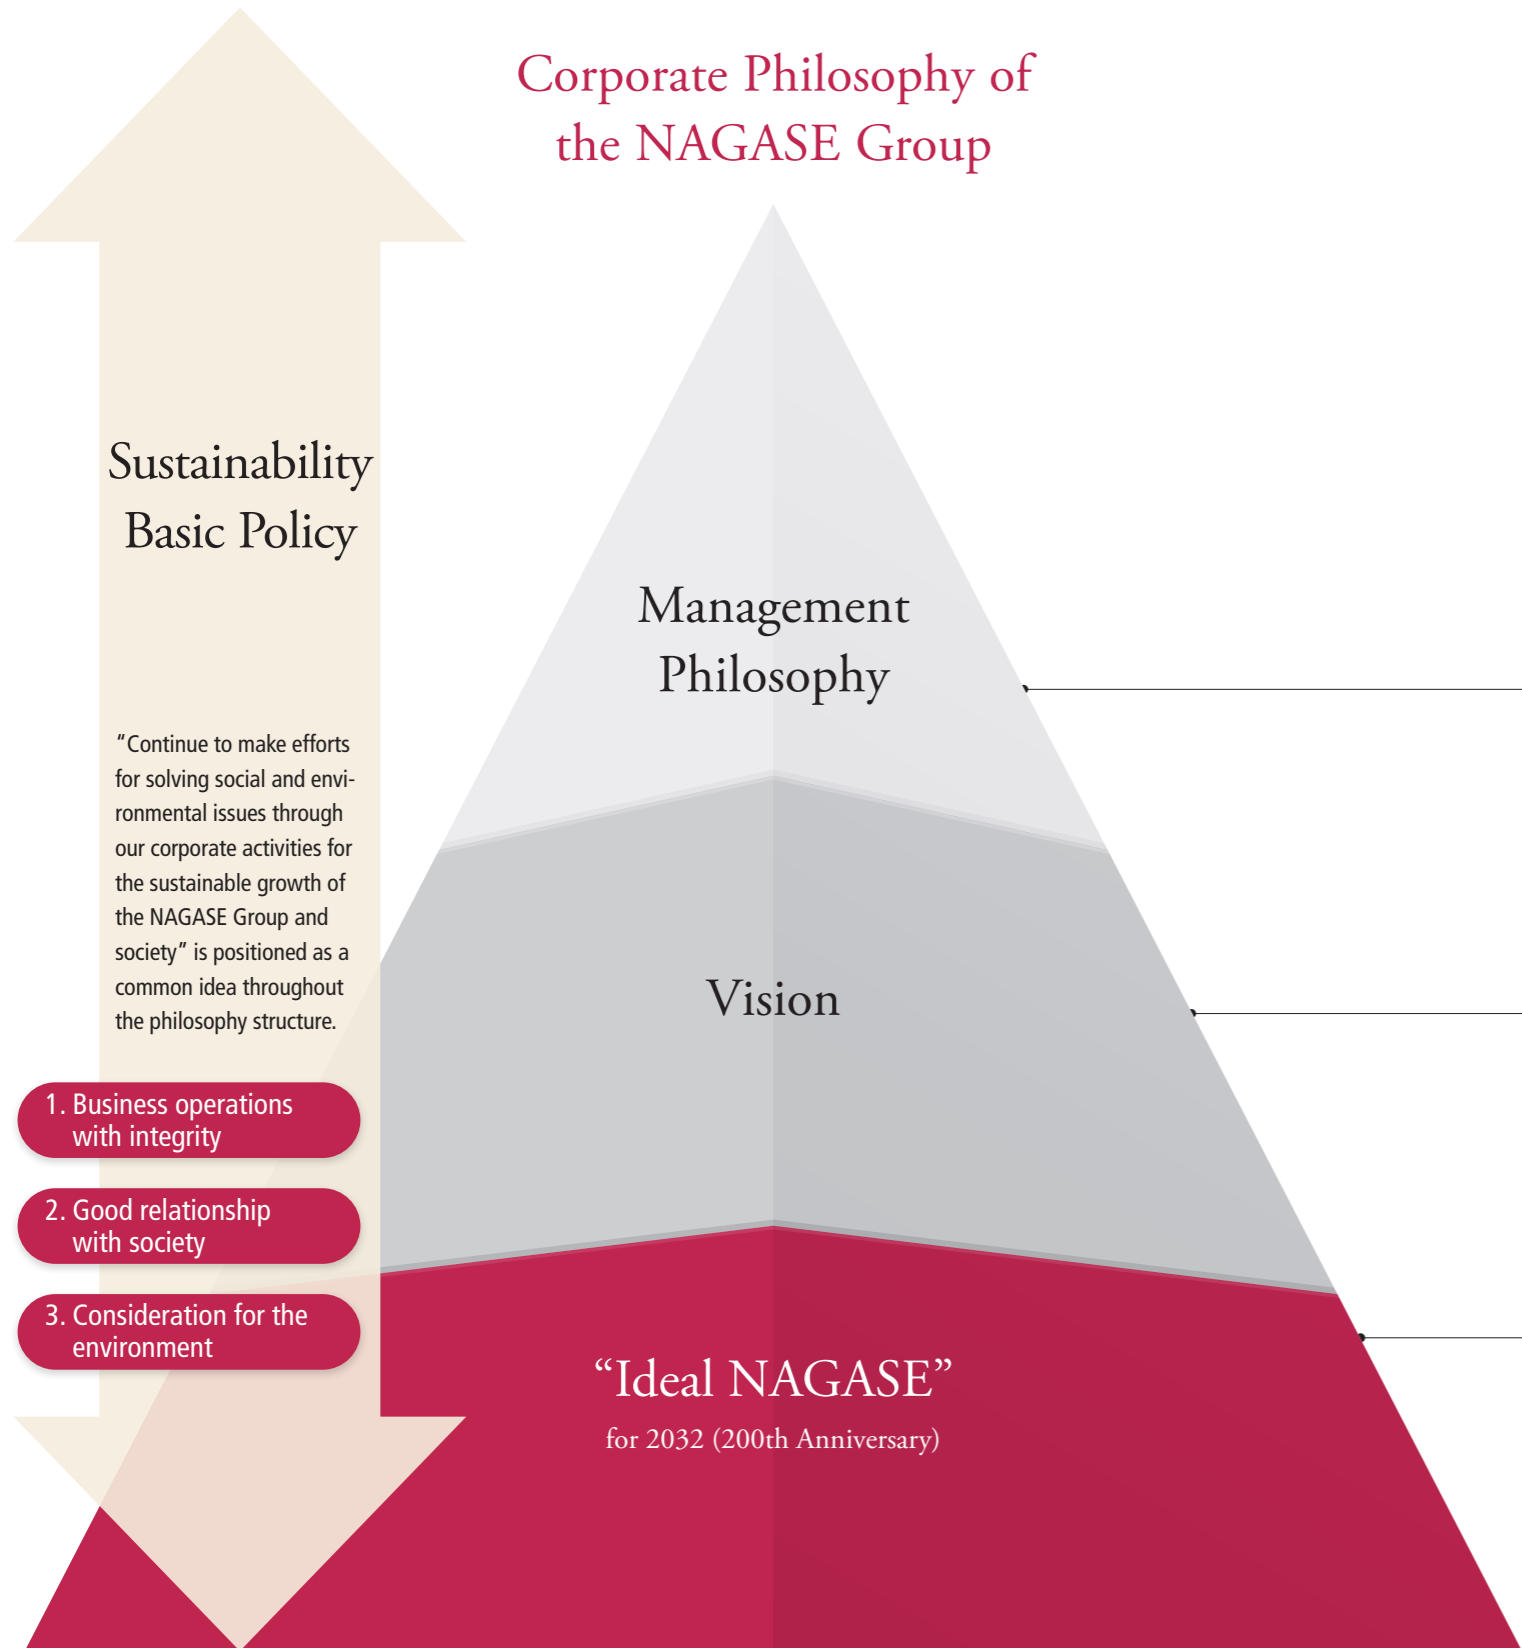 Corporate Philosophy of
the NAGASE Group
Sustainability
Basic Policy
“Continue to make efforts
for solving social and envi-
ronmental issues through
our corporate activities for
the sustainable growth of
the NAGASE Group and
society” is positioned as a
common idea throughout
the philosophy structure.
1. Business operations
with integrity
2. Good relationship
with society
3. Consideration for the
environment
Management
Philosophy
Vision
“Ideal NAGASE”
for 2032 (200th Anniversary)